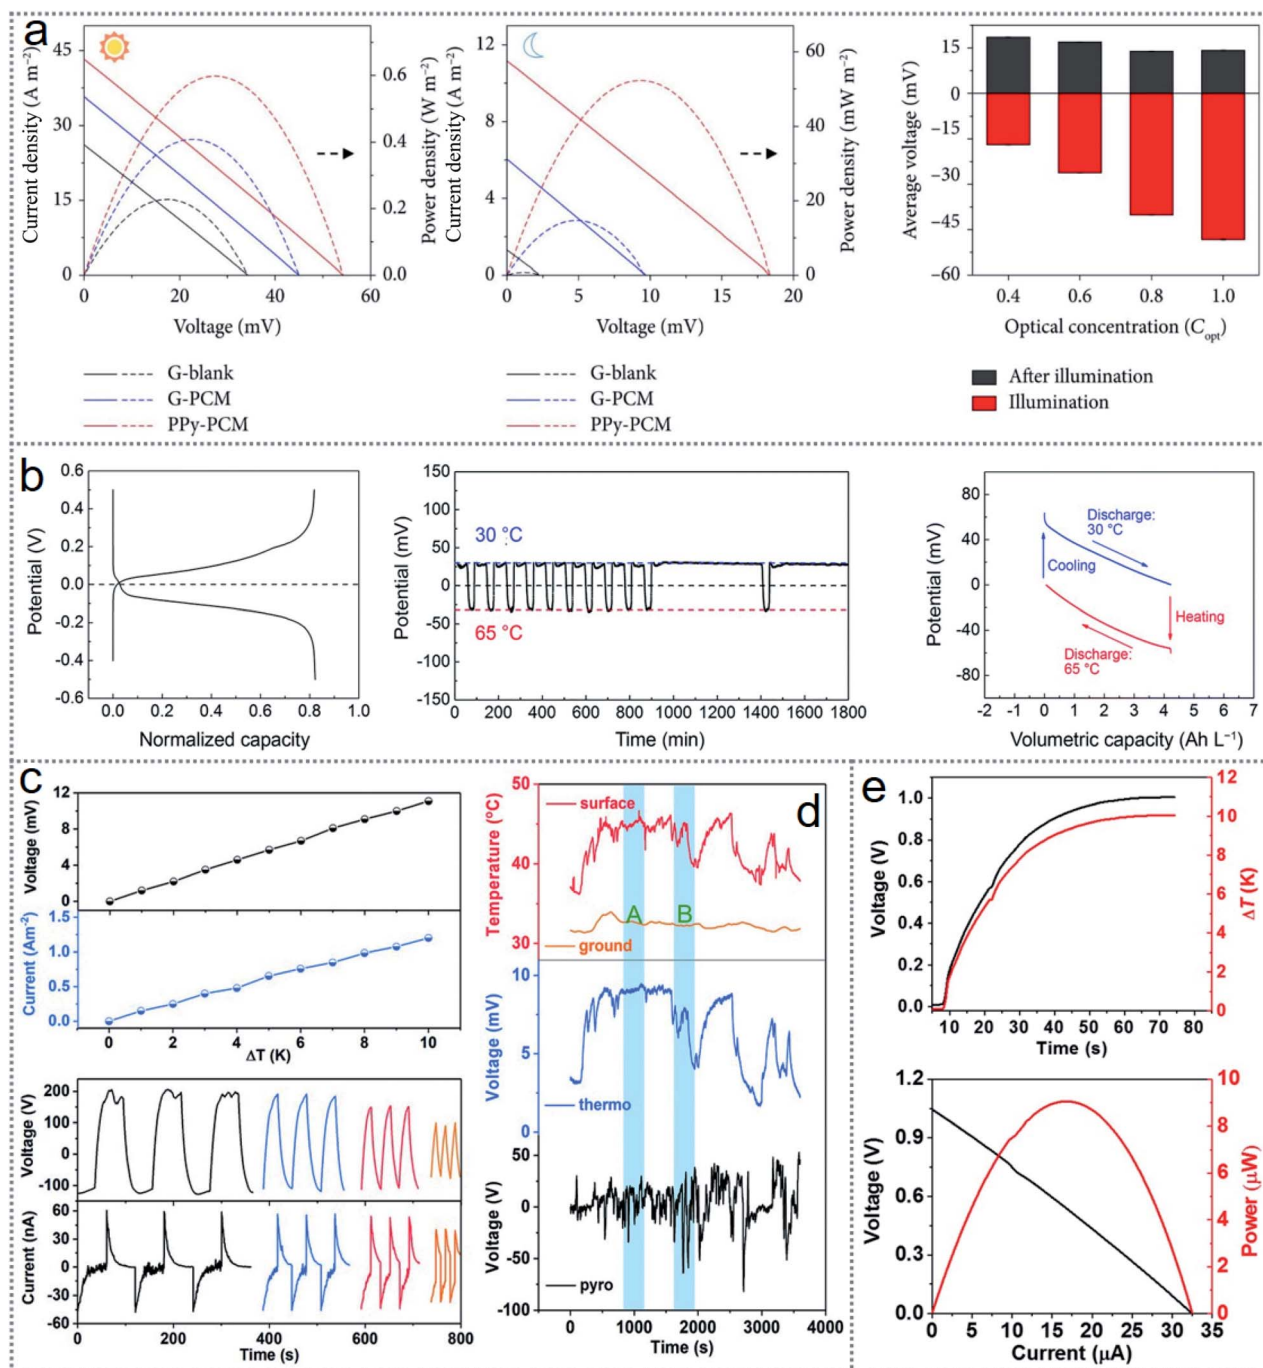 a
Current density (A m⁻²)
45
30
15
0
0.6
0.4
0.2
0.0
Power density (W m⁻²)
0
20
40
60
Voltage (mV)
G-blank
G-PCM
PPy-PCM
Current density (A m⁻²)
12
8
4
0
60
40
20
0
Power density (mW m⁻²)
0
5
10
15
20
Voltage (mV)
G-blank
G-PCM
PPy-PCM
Average voltage (mV)
15
0
−15
−30
−45
−60
0.4
0.6
0.8
1.0
Optical concentration (Copt)
After illumination
Illumination
b
Potential (V)
0.6
0.4
0.2
0.0
-0.2
-0.4
-0.6
0.0
0.2
0.4
0.6
0.8
1.0
Normalized capacity
Potential (mV)
150
100
50
0
-50
-100
-150
30 °C
65 °C
0 200 400 600 800 1000 1200 1400 1600 1800
Time (min)
Potential (mV)
80
40
0
-40
-80
Discharge:
30 °C
Cooling
Heating
Discharge:
65 °C
-2 -1 0 1 2 3 4 5 6 7
Volumetric capacity (Ah L⁻¹)
c
Voltage (mV)
12
8
4
0
Current (Am⁻²)
1.5
1.0
0.5
0.0
0 2 4 6 8 10
ΔT (K)
Voltage (V)
200
100
0
-100
Current (nA)
60
30
0
-30
-60
0 200 400 600 800
Time (s)
d
Temperature (°C)
50
40
30
surface
A
B
ground
Voltage (mV)
10
5
0
thermo
Voltage (V)
50
0
-50
-100
pyro
0 1000 2000 3000 4000
Time (s)
e
Voltage (V)
1.0
0.8
0.6
0.4
0.2
0.0
12
10
8
6
4
2
0
ΔT (K)
10 20 30 40 50 60 70 80
Time (s)
Voltage (V)
1.2
0.9
0.6
0.3
0.0
10
8
6
4
2
0
Power (μW)
0 5 10 15 20 25 30 35
Current (μA)